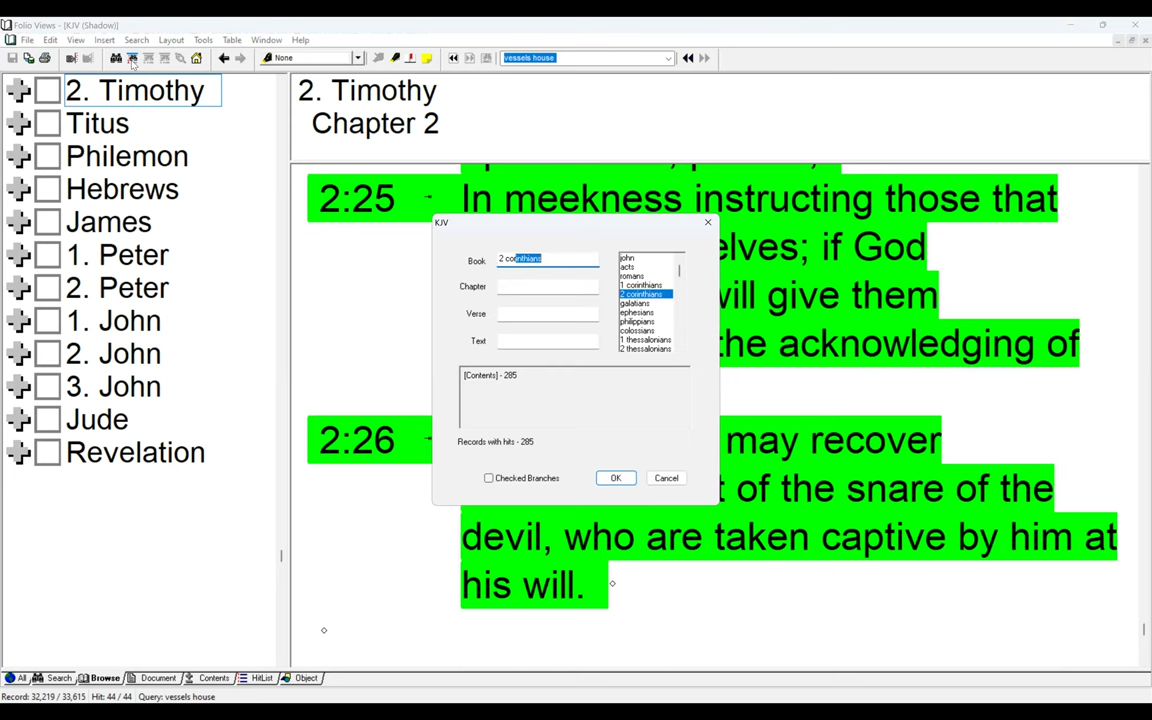 Folio Views - [KJV (Shadow)]
File Edit View Insert Search Layout Tools Table Window Help
None
vessels house
2. Timothy
Titus
Philemon
Hebrews
James
1. Peter
2. Peter
1. John
2. John
3. John
Jude
Revelation
2. Timothy
Chapter 2
2:25 In meekness instructing those that
elves; if God
will give them
the acknowledging of
2:26 may recover
of the snare of the
devil, who are taken captive by him at
his will.
KJV
Book 2 corinthians
Chapter
Verse
Text
john
acts
romans
1 corinthians
2 corinthians
galatians
ephesians
philippians
colossians
1 thessalonians
2 thessalonians
[Contents] - 285
Records with hits - 285
Checked Branches OK Cancel
All Search Browse Document Contents HitList Object
Record: 32,219 / 33,615 Hit: 44 / 44 Query: vessels house